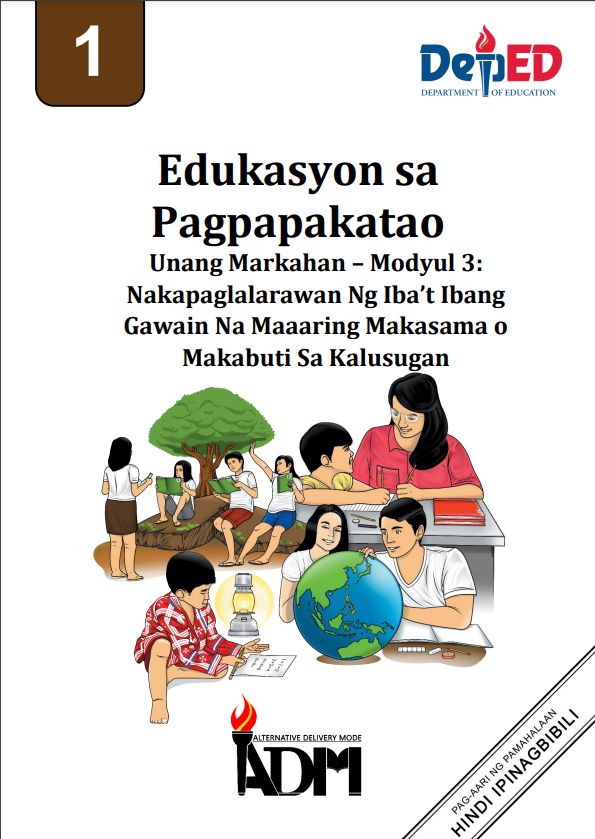 1
DepED
DEPARTMENT OF EDUCATION
Edukasyon sa
Pagpapakatao
Unang Markahan – Modyul 3:
Nakapaglalarawan Ng Iba’t Ibang
Gawain Na Maaaring Makasama o
Makabuti Sa Kalusugan
ALTERNATIVE DELIVERY MODE
ADM
PAG-AARI NG PAMAHALAAN
HINDI IPINAGBIBILI